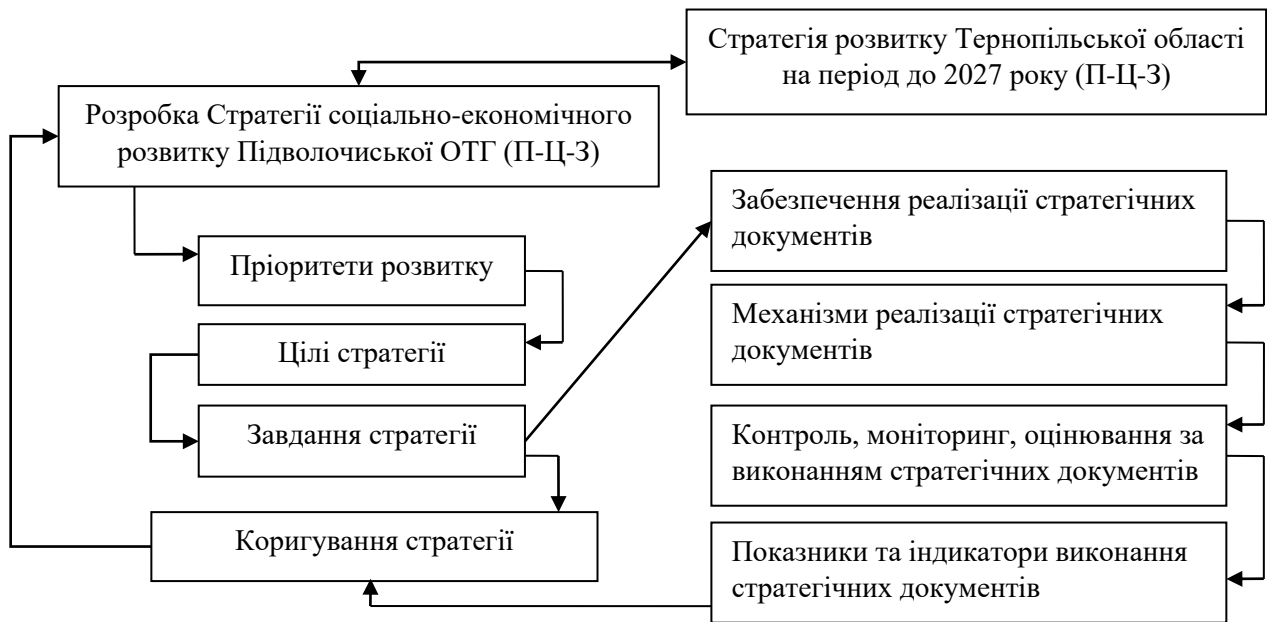 Стратегія розвитку Тернопільської області
на період до 2027 року (П-Ц-З)
Розробка Стратегії соціально-економічного
розвитку Підволочиської ОТГ (П-Ц-З)
Пріоритети розвитку
Цілі стратегії
Завдання стратегії
Коригування стратегії
Забезпечення реалізації стратегічних
документів
Механізми реалізації стратегічних
документів
Контроль, моніторинг, оцінювання за
виконанням стратегічних документів
Показники та індикатори виконання
стратегічних документів